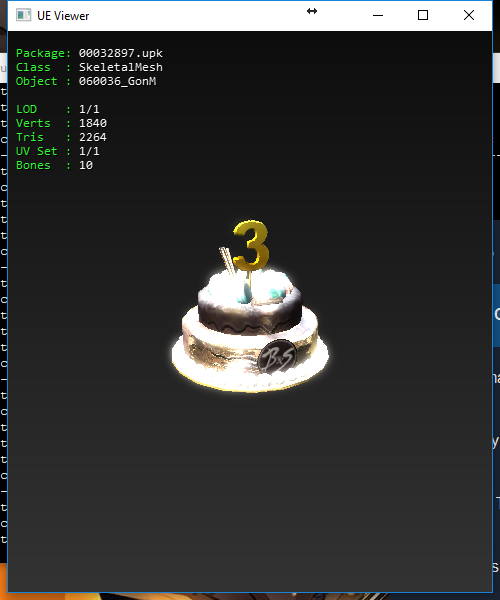 UE Viewer
Package: 00032897.upk
Class : SkeletalMesh
Object : 060036_GonM
LOD : 1/1
Verts : 1840
Tris : 2264
UV Set : 1/1
Bones : 10
3
B&S